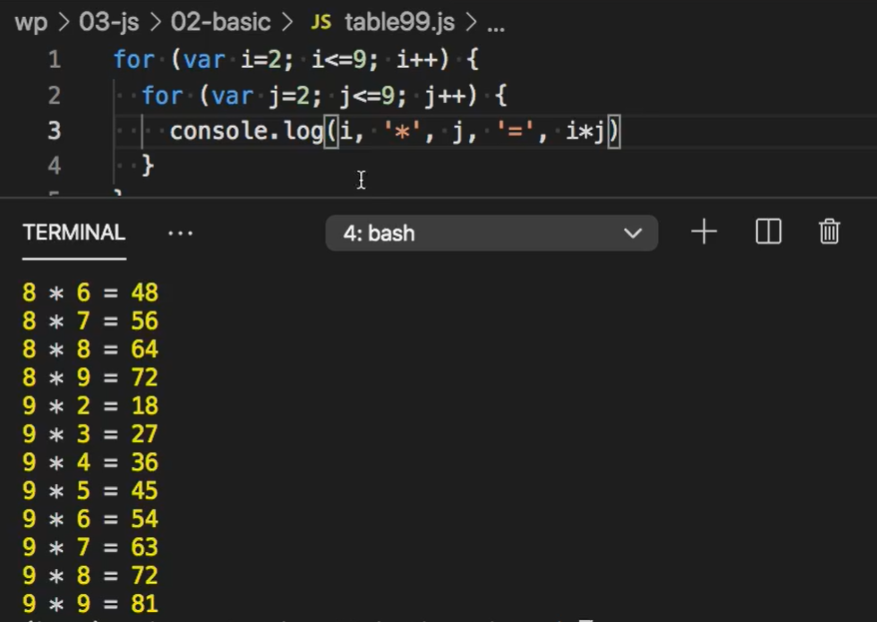 wp > 03-js > 02-basic > JS table99.js > ...
1 for (var i=2; i<=9; i++) {
2 for (var j=2; j<=9; j++) {
3 console.log(i, '*', j, '=', i*j)
4 }
TERMINAL ... 4: bash
8 * 6 = 48
8 * 7 = 56
8 * 8 = 64
8 * 9 = 72
9 * 2 = 18
9 * 3 = 27
9 * 4 = 36
9 * 5 = 45
9 * 6 = 54
9 * 7 = 63
9 * 8 = 72
9 * 9 = 81